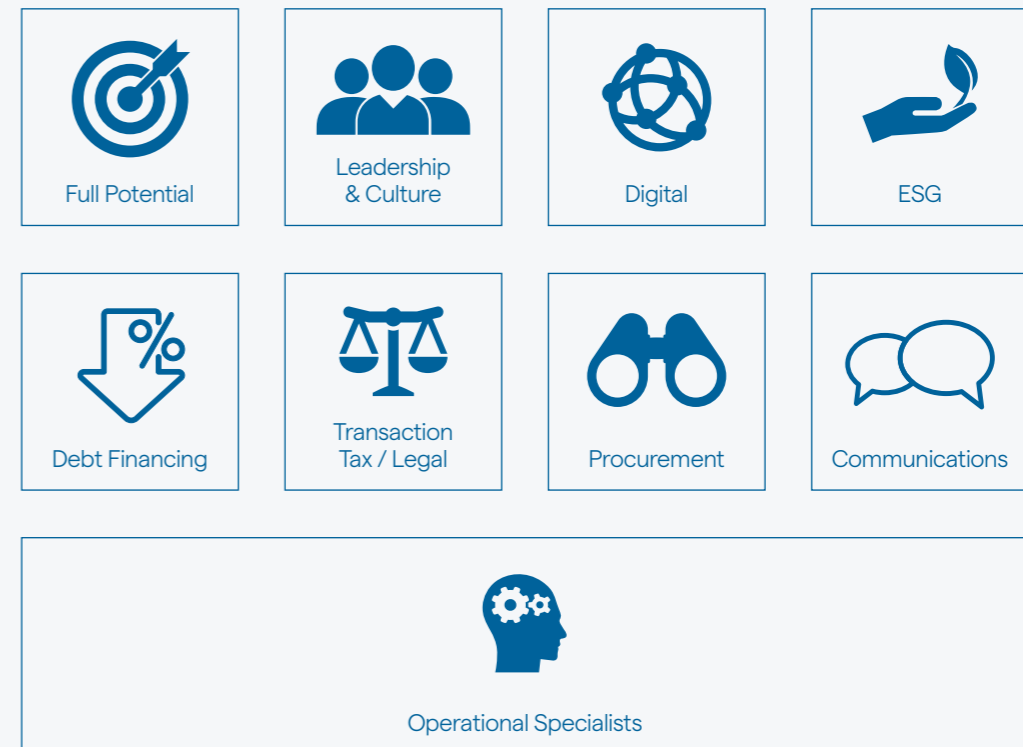 Full Potential
Leadership
& Culture
Digital
ESG
Debt Financing
Transaction
Tax / Legal
Procurement
Communications
Operational Specialists